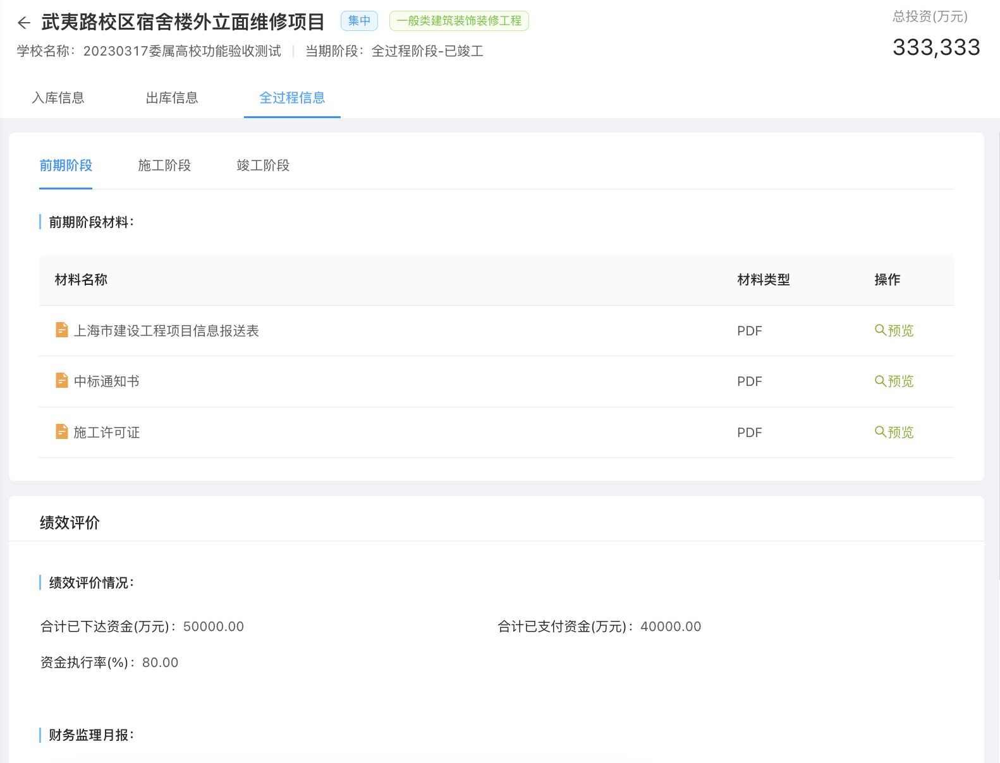 武夷路校区宿舍楼外立面维修项目 集中 一般类建筑装饰装修工程 总投资(万元)
学校名称：20230317委属高校功能验收测试 当期阶段：全过程阶段-已竣工 333,333
入库信息 出库信息 全过程信息
前期阶段 施工阶段 竣工阶段
前期阶段材料：
材料名称 材料类型 操作
上海市建设工程项目信息报送表 PDF 预览
中标通知书 PDF 预览
施工许可证 PDF 预览
绩效评价
绩效评价情况：
合计已下达资金(万元)：50000.00 合计已支付资金(万元)：40000.00
资金执行率(%)：80.00
财务监理月报：